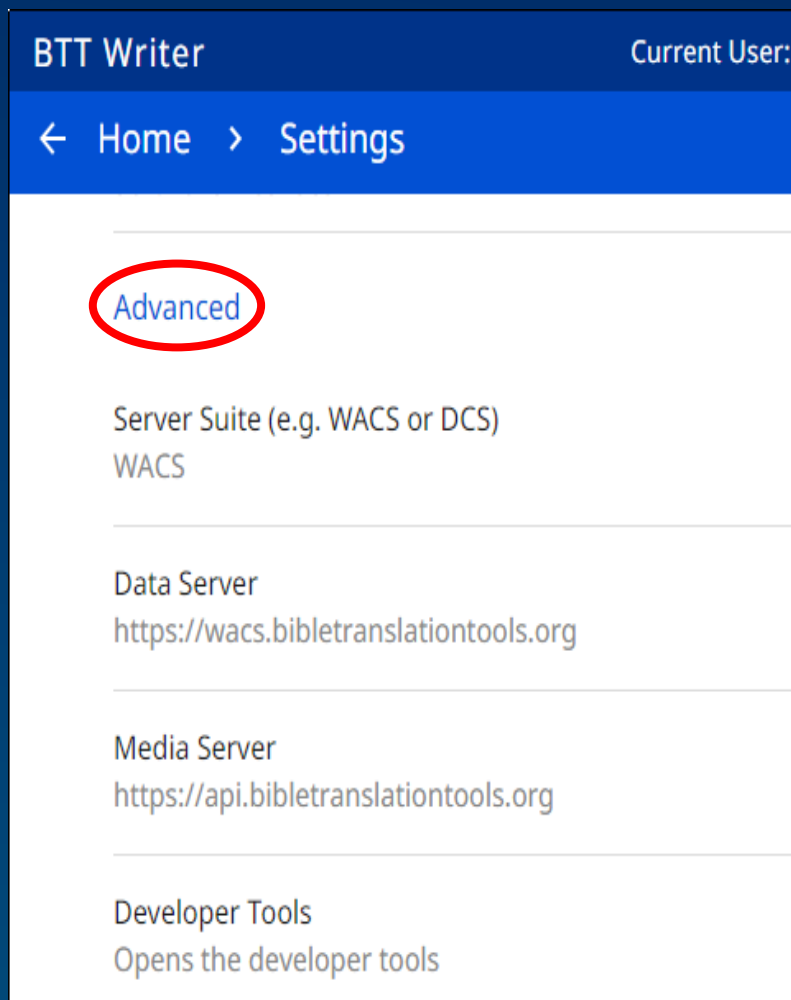 BTT Writer
Current User:
← Home › Settings
Advanced
Server Suite (e.g. WACS or DCS)
WACS
Data Server
https://wacs.bibletranslationtools.org
Media Server
https://api.bibletranslationtools.org
Developer Tools
Opens the developer tools